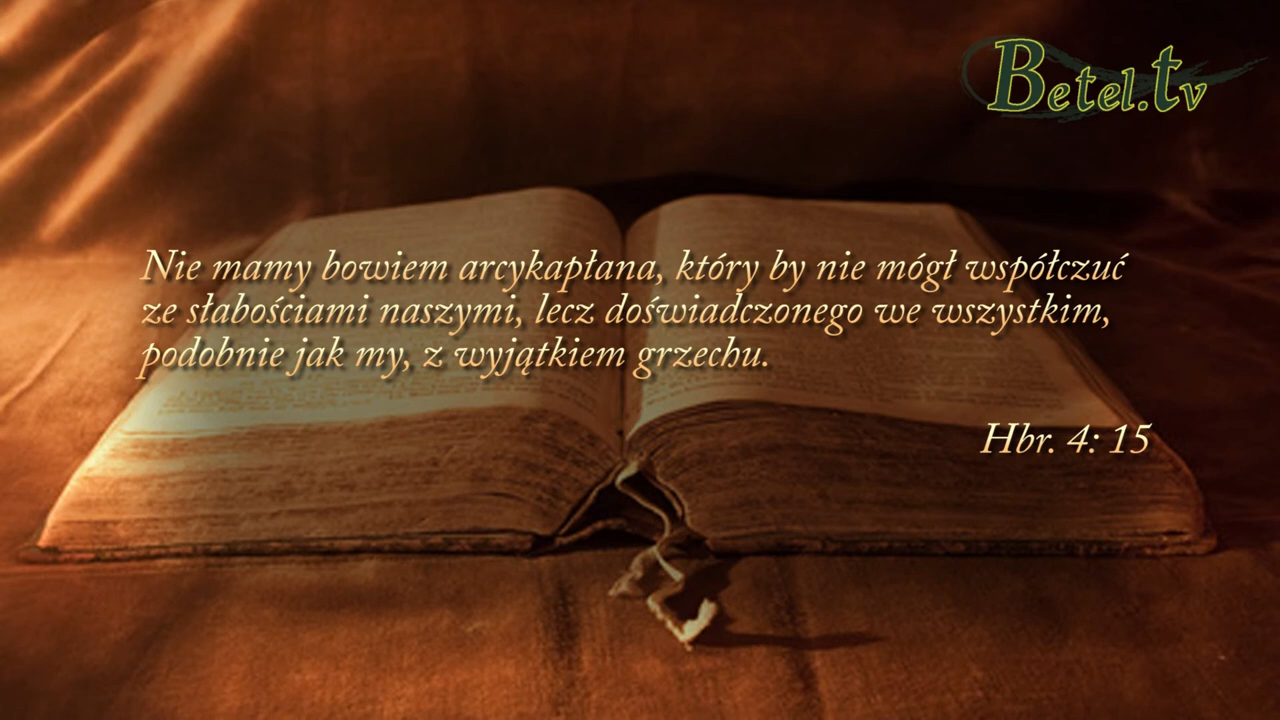 Betel.tv
Nie mamy bowiem arcykapłana, który by nie mógł współczuć
ze słabościami naszymi, lecz doświadczonego we wszystkim,
podobnie jak my, z wyjątkiem grzechu.
Hbr. 4: 15